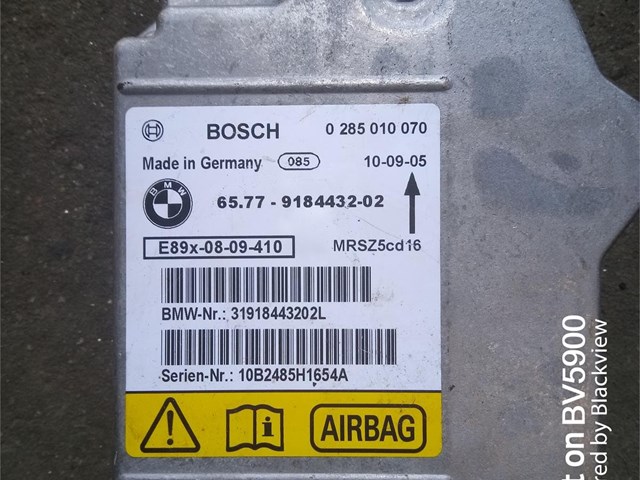 BOSCH 0 285 010 070
Made in Germany 085 10-09-05
BMW 65.77 - 9184432-02
E89x-08-09-410 MRSZ5cd16
BMW-Nr.: 31918443202L
Serien-Nr.: 10B2485H1654A
AIRBAG
t on BV5900
ered by Blackview